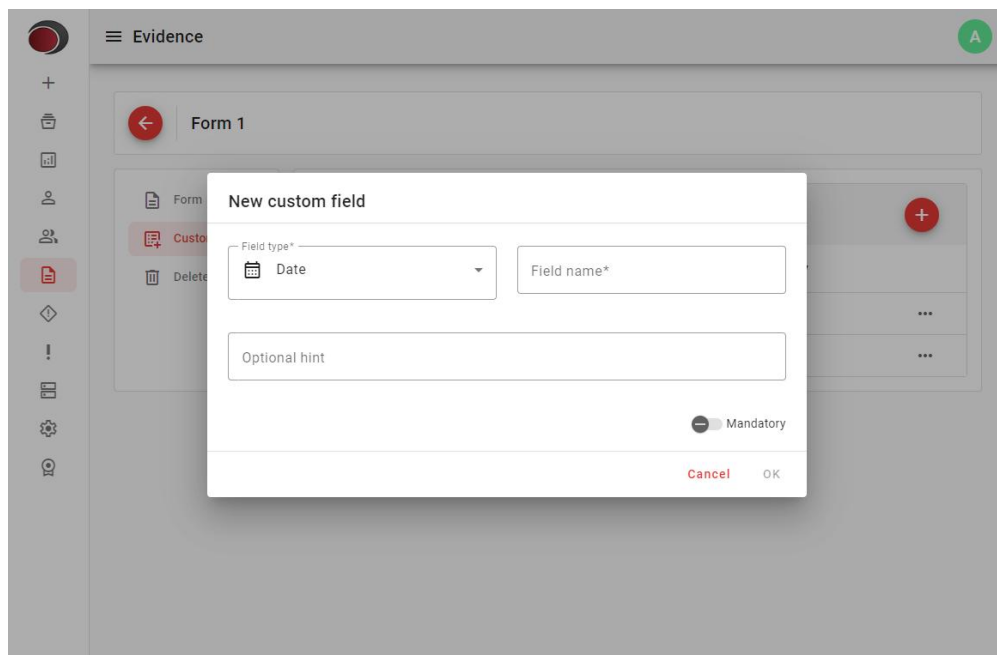 Evidence
A
Form 1
Form
New custom field
Field type*
Date
Field name*
Custo
Delete
Optional hint
Mandatory
Cancel OK